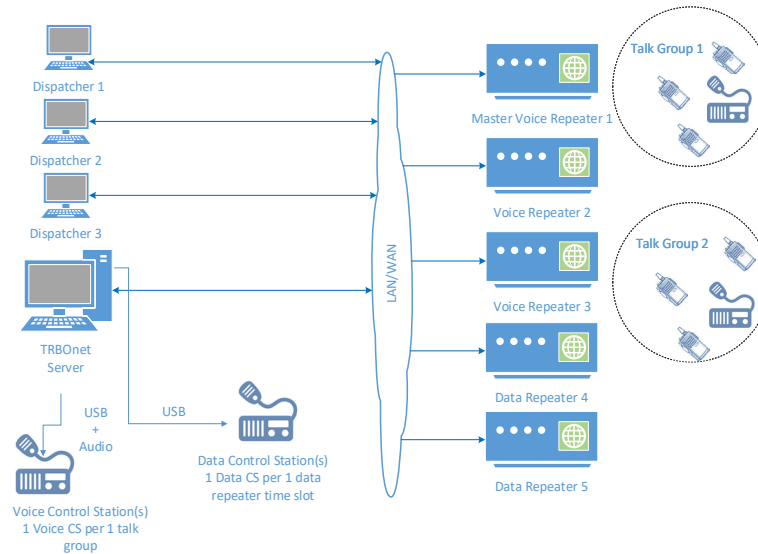 Dispatcher 1
Dispatcher 2
Dispatcher 3
TRBOnet
Server
USB
+
Audio
USB
Voice Control Station(s)
1 Voice CS per 1 talk
group
Data Control Station(s)
1 Data CS per 1 data
repeater time slot
LAN/WAN
Master Voice Repeater 1
Voice Repeater 2
Voice Repeater 3
Data Repeater 4
Data Repeater 5
Talk Group 1
Talk Group 2